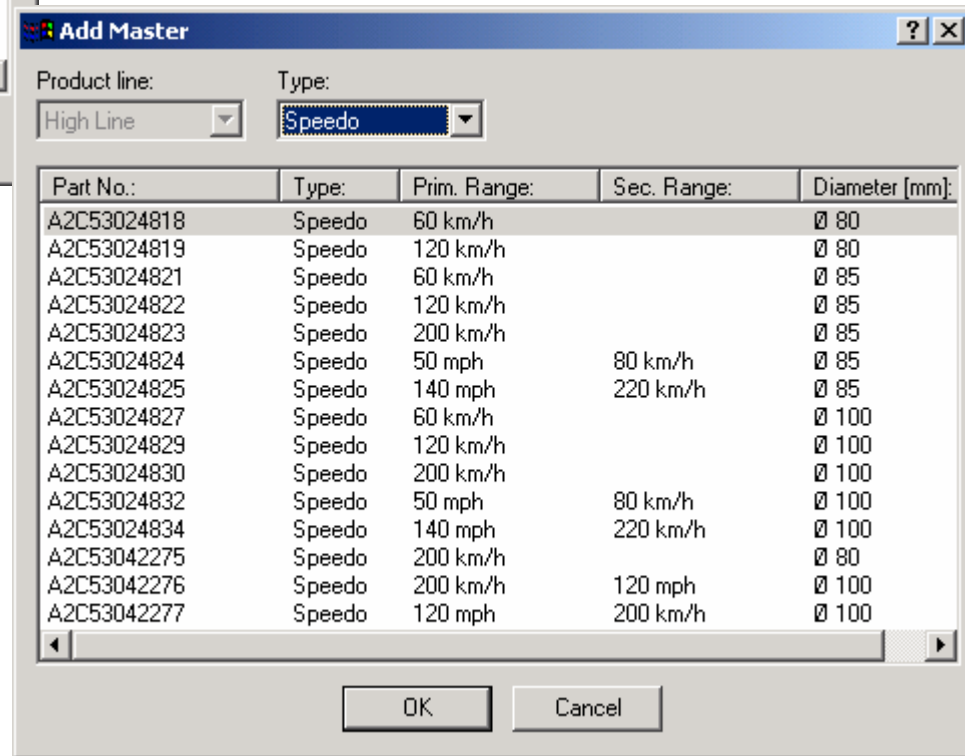 Add Master
Product line: Type:
High Line Speedo
Part No.: Type: Prim. Range: Sec. Range: Diameter [mm]:
A2C53024818 Speedo 60 km/h Ø 80
A2C53024819 Speedo 120 km/h Ø 80
A2C53024821 Speedo 60 km/h Ø 85
A2C53024822 Speedo 120 km/h Ø 85
A2C53024823 Speedo 200 km/h Ø 85
A2C53024824 Speedo 50 mph 80 km/h Ø 85
A2C53024825 Speedo 140 mph 220 km/h Ø 85
A2C53024827 Speedo 60 km/h Ø 100
A2C53024829 Speedo 120 km/h Ø 100
A2C53024830 Speedo 200 km/h Ø 100
A2C53024832 Speedo 50 mph 80 km/h Ø 100
A2C53024834 Speedo 140 mph 220 km/h Ø 100
A2C53042275 Speedo 200 km/h Ø 80
A2C53042276 Speedo 200 km/h 120 mph Ø 100
A2C53042277 Speedo 120 mph 200 km/h Ø 100
OK Cancel